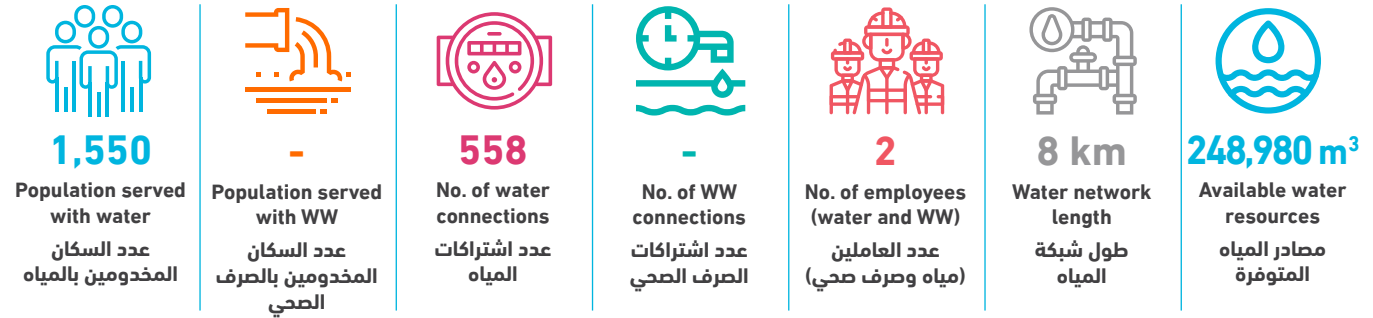 1,550
Population served
with water
عدد السكان
المخدومين بالمياه
-
Population served
with WW
عدد السكان
المخدومين بالصرف
الصحي
558
No. of water
connections
عدد اشتراكات
المياه
-
No. of WW
connections
عدد اشتراكات
الصرف الصحي
2
No. of employees
(water and WW)
عدد العاملين
(مياه وصرف صحي)
8 km
Water network
length
طول شبكة
المياه
248,980 m³
Available water
resources
مصادر المياه
المتوفرة